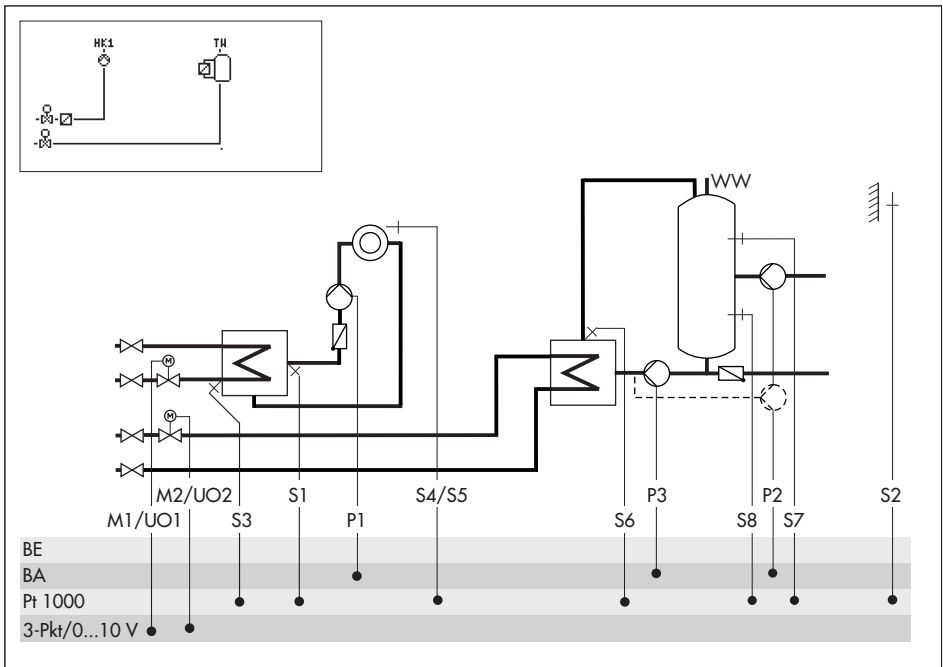 HK1 TW
WW
M
M
M2/UO2 S1 S4/S5 P3 P2 S2
M1/UO1 S3 P1 S6 S8 S7
BE
BA
Pt 1000
3-Pkt/0...10 V